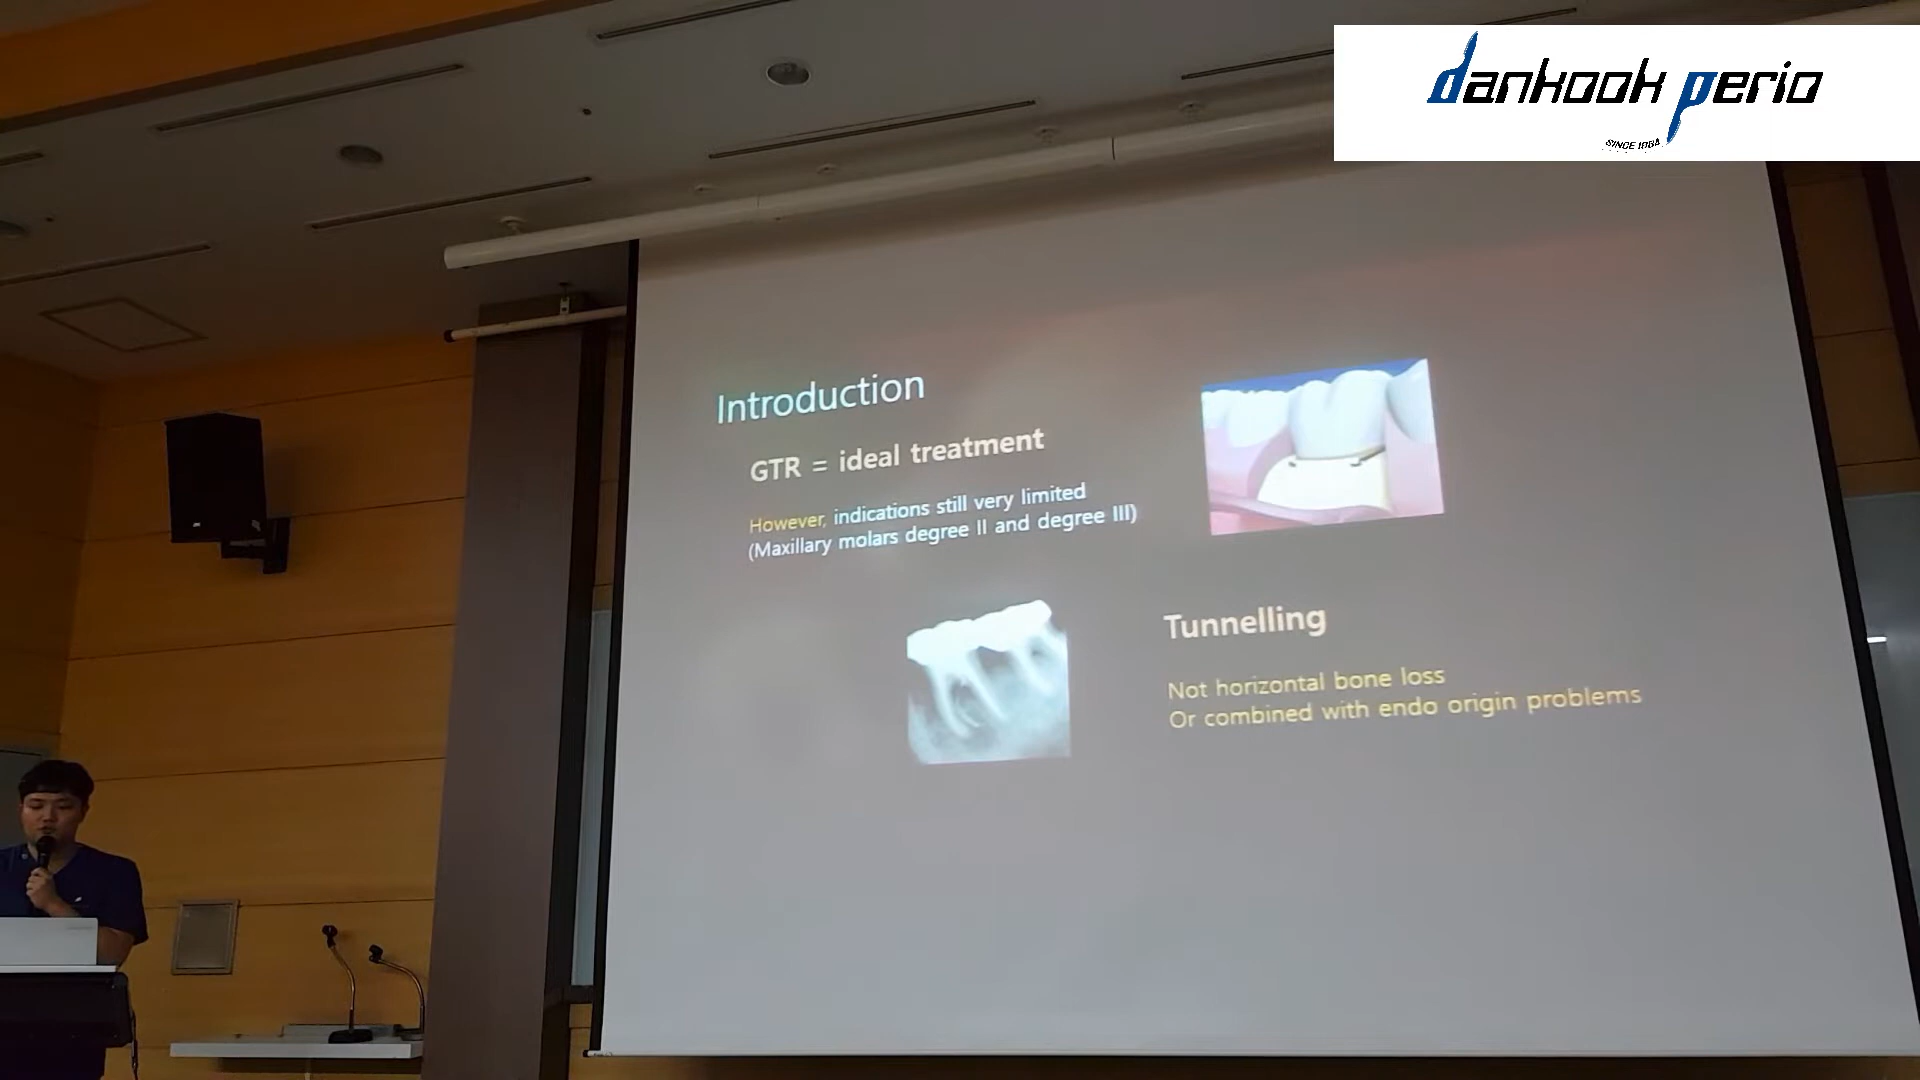 dankook perio
SINCE 1984
Introduction
GTR = ideal treatment
However, indications still very limited
(Maxillary molars degree II and degree III)
Tunnelling
Not horizontal bone loss
Or combined with endo origin problems